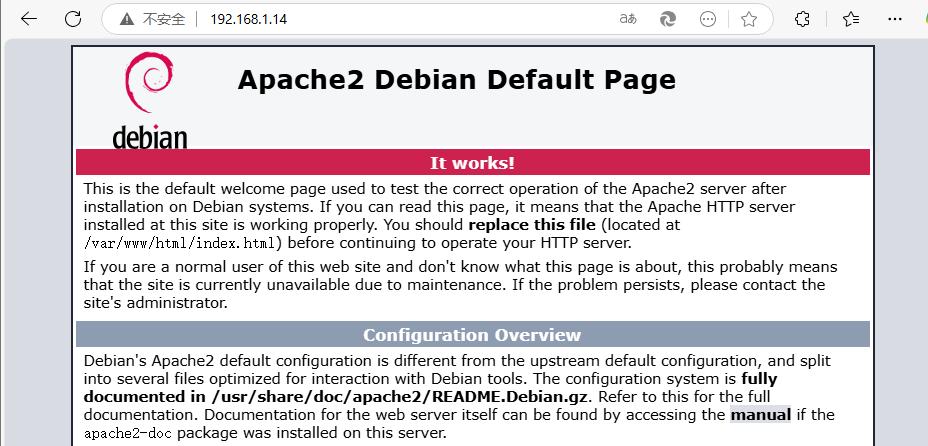 不安全
192.168.1.14
aあ
debian
Apache2 Debian Default Page
It works!
This is the default welcome page used to test the correct operation of the Apache2 server after
installation on Debian systems. If you can read this page, it means that the Apache HTTP server
installed at this site is working properly. You should replace this file (located at
/var/www/html/index.html) before continuing to operate your HTTP server.
If you are a normal user of this web site and don't know what this page is about, this probably means
that the site is currently unavailable due to maintenance. If the problem persists, please contact the
site's administrator.
Configuration Overview
Debian's Apache2 default configuration is different from the upstream default configuration, and split
into several files optimized for interaction with Debian tools. The configuration system is fully
documented in /usr/share/doc/apache2/README.Debian.gz. Refer to this for the full
documentation. Documentation for the web server itself can be found by accessing the manual if the
apache2-doc package was installed on this server.